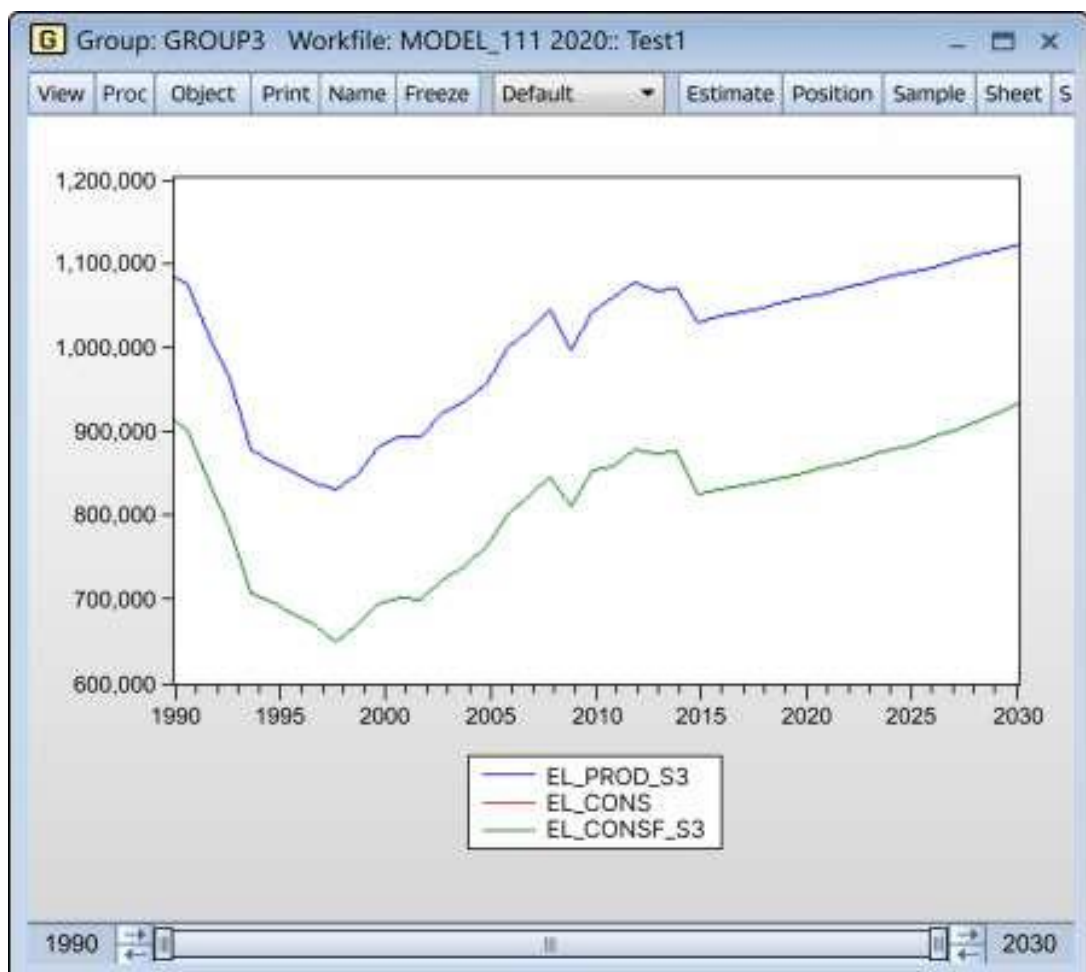 G Group: GROUP3 Workfile: MODEL_111 2020:: Test1
View Proc Object Print Name Freeze Default Estimate Position Sample Sheet S
1,200,000
1,100,000
1,000,000
900,000
800,000
700,000
600,000
1990 1995 2000 2005 2010 2015 2020 2025 2030
EL_PROD_S3
EL_CONS
EL_CONSF_S3
1990 2030